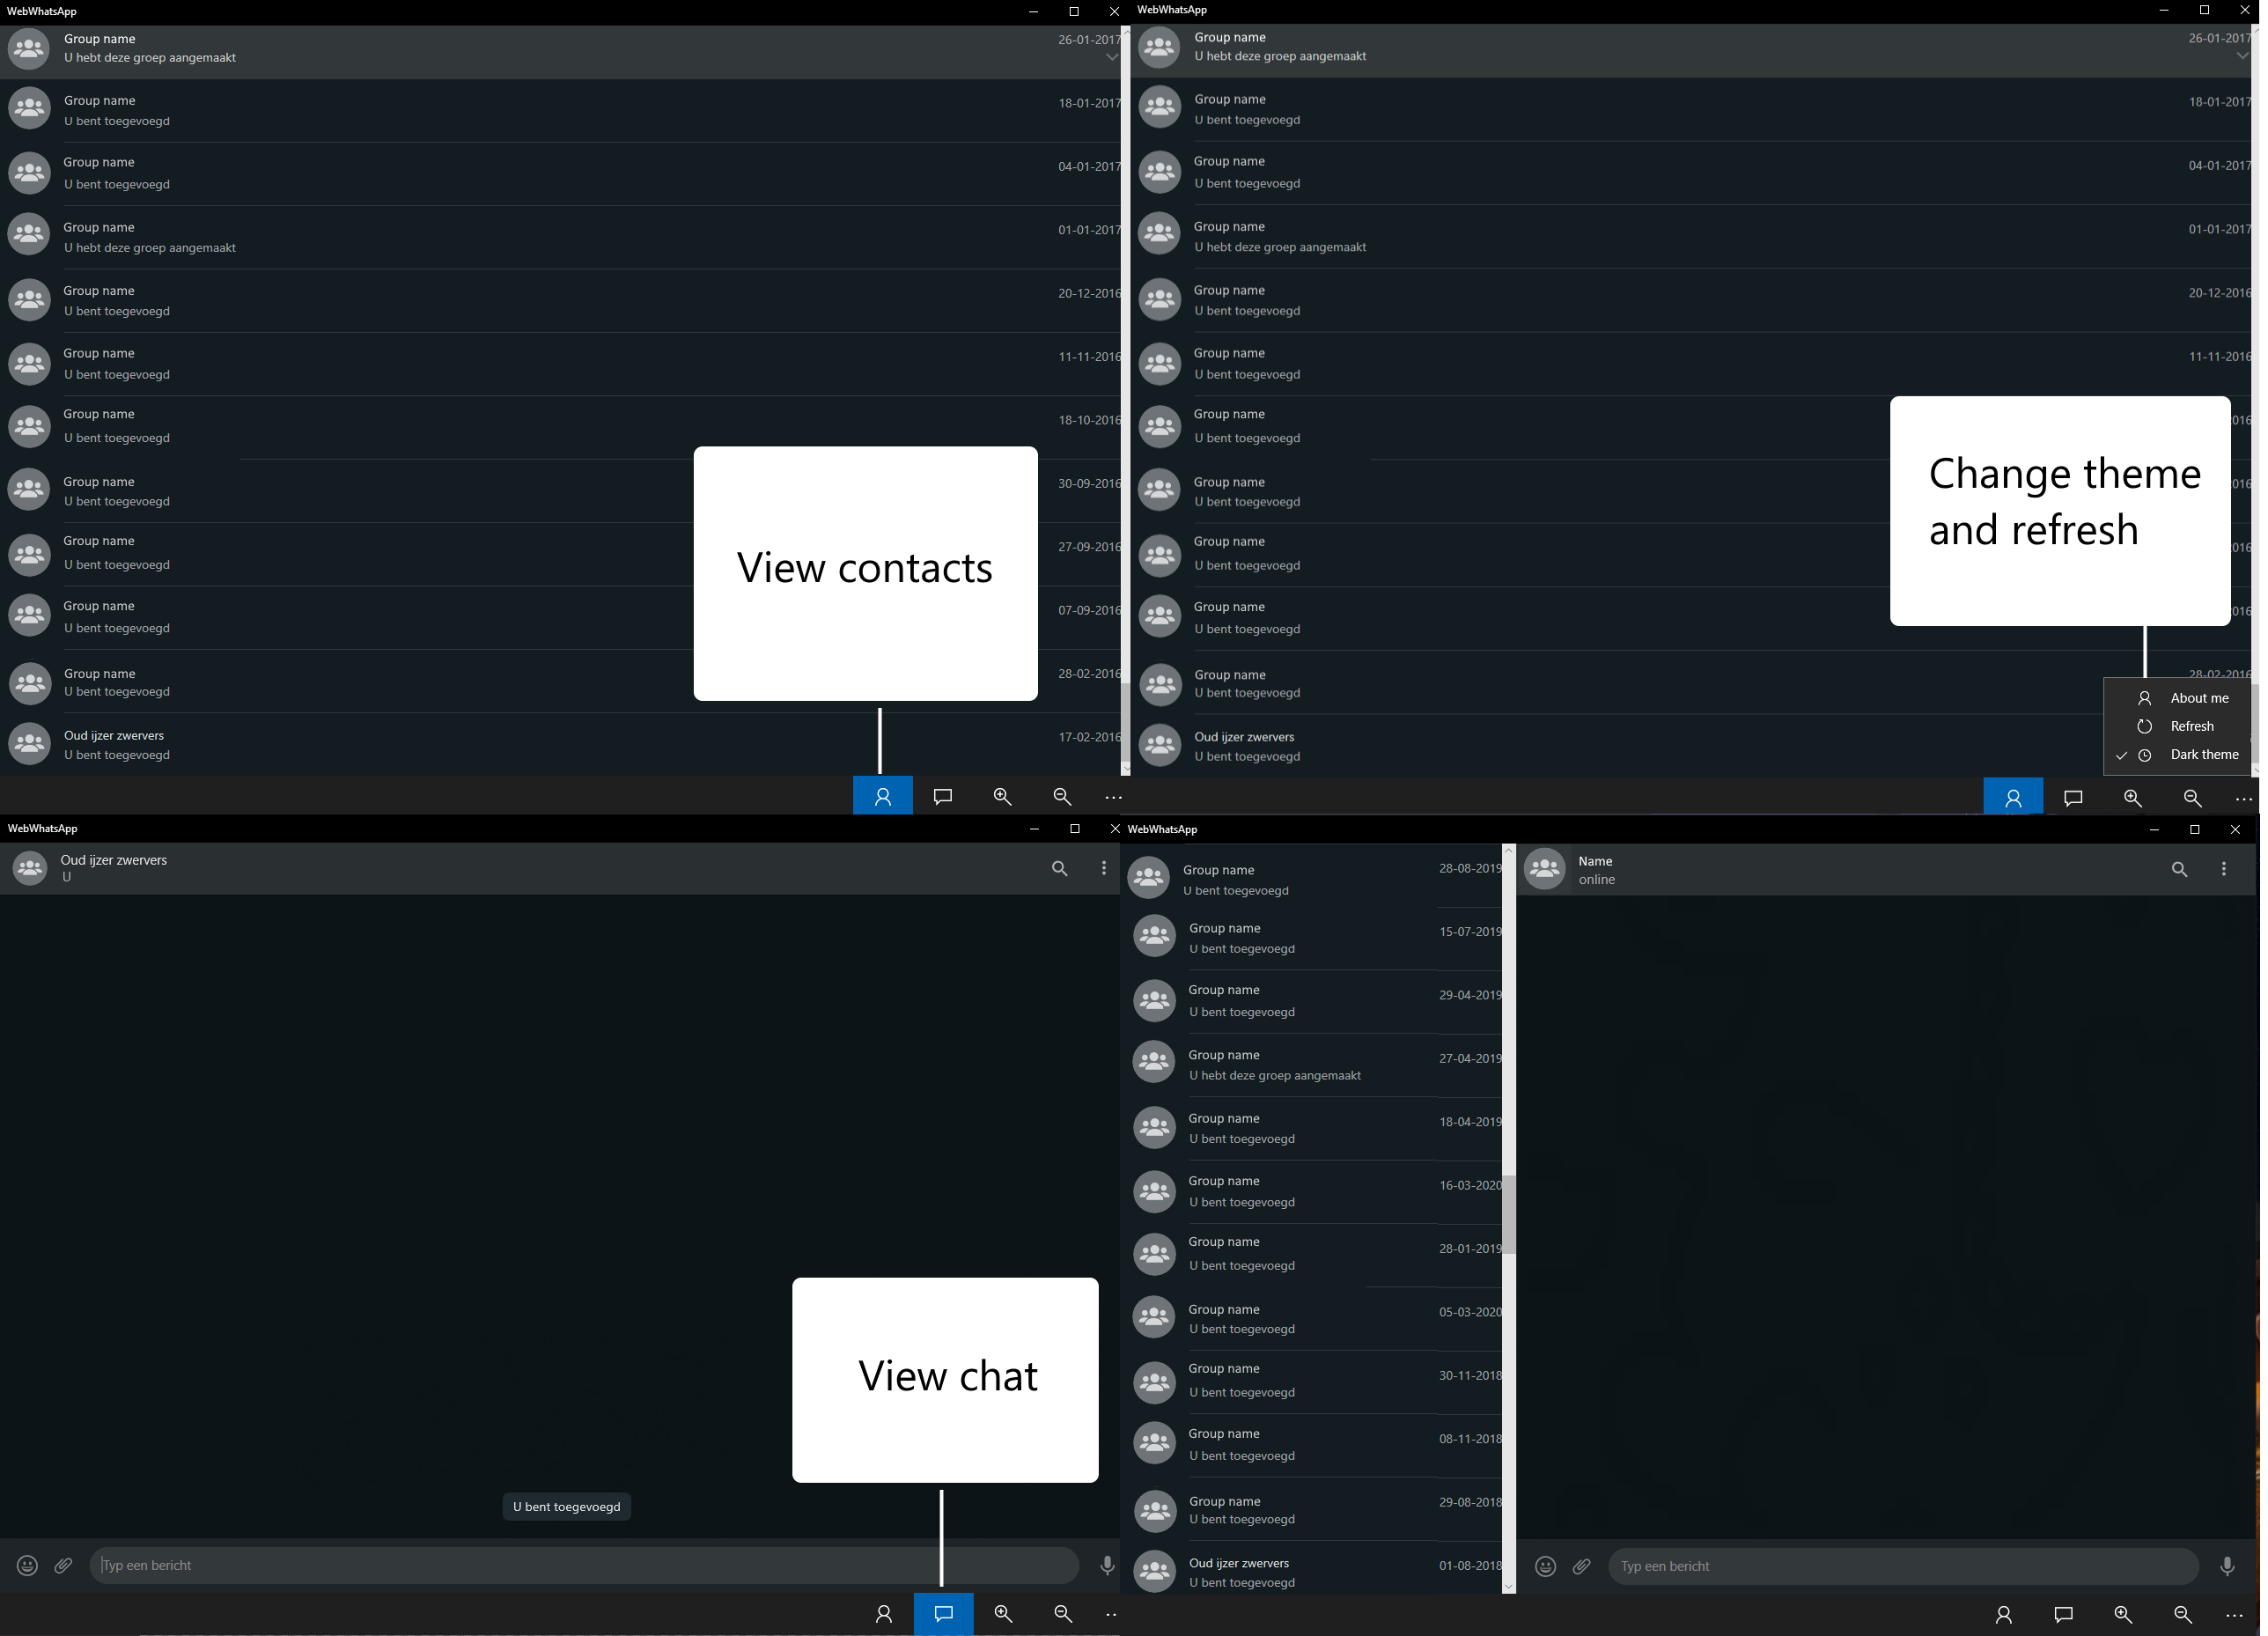 WebWhatsApp
Group name
26-01-2017
U hebt deze groep aangemaakt
Group name
18-01-2017
U bent toegevoegd
Group name
04-01-2017
U bent toegevoegd
Group name
01-01-2017
U hebt deze groep aangemaakt
Group name
20-12-2016
U bent toegevoegd
Group name
11-11-2016
U bent toegevoegd
Group name
18-10-2016
U bent toegevoegd
Group name
30-09-2016
U bent toegevoegd
Group name
27-09-2016
U bent toegevoegd
Group name
07-09-2016
U bent toegevoegd
Group name
28-02-2016
U bent toegevoegd
Oud ijzer zwervers
17-02-2016
U bent toegevoegd
View contacts
WebWhatsApp
Group name
26-01-2017
U hebt deze groep aangemaakt
Group name
18-01-2017
U bent toegevoegd
Group name
04-01-2017
U bent toegevoegd
Group name
01-01-2017
U hebt deze groep aangemaakt
Group name
20-12-2016
U bent toegevoegd
Group name
11-11-2016
U bent toegevoegd
Group name
016
U bent toegevoegd
Group name
016
U bent toegevoegd
Group name
016
U bent toegevoegd
Group name
016
U bent toegevoegd
Group name
28-02-2016
U bent toegevoegd
Oud ijzer zwervers
U bent toegevoegd
Change theme
and refresh
About me
Refresh
Dark theme
WebWhatsApp
Oud ijzer zwervers
U
View chat
U bent toegevoegd
Typ een bericht
WebWhatsApp
Group name
28-08-2019
U bent toegevoegd
Group name
15-07-2019
U bent toegevoegd
Group name
29-04-2019
U bent toegevoegd
Group name
27-04-2019
U hebt deze groep aangemaakt
Group name
18-04-2019
U bent toegevoegd
Group name
16-03-2020
U bent toegevoegd
Group name
28-01-2019
U bent toegevoegd
Group name
05-03-2020
U bent toegevoegd
Group name
30-11-2018
U bent toegevoegd
Group name
08-11-2018
U bent toegevoegd
Group name
29-08-2018
U bent toegevoegd
Oud ijzer zwervers
01-08-2018
U bent toegevoegd
Name
online
Typ een bericht